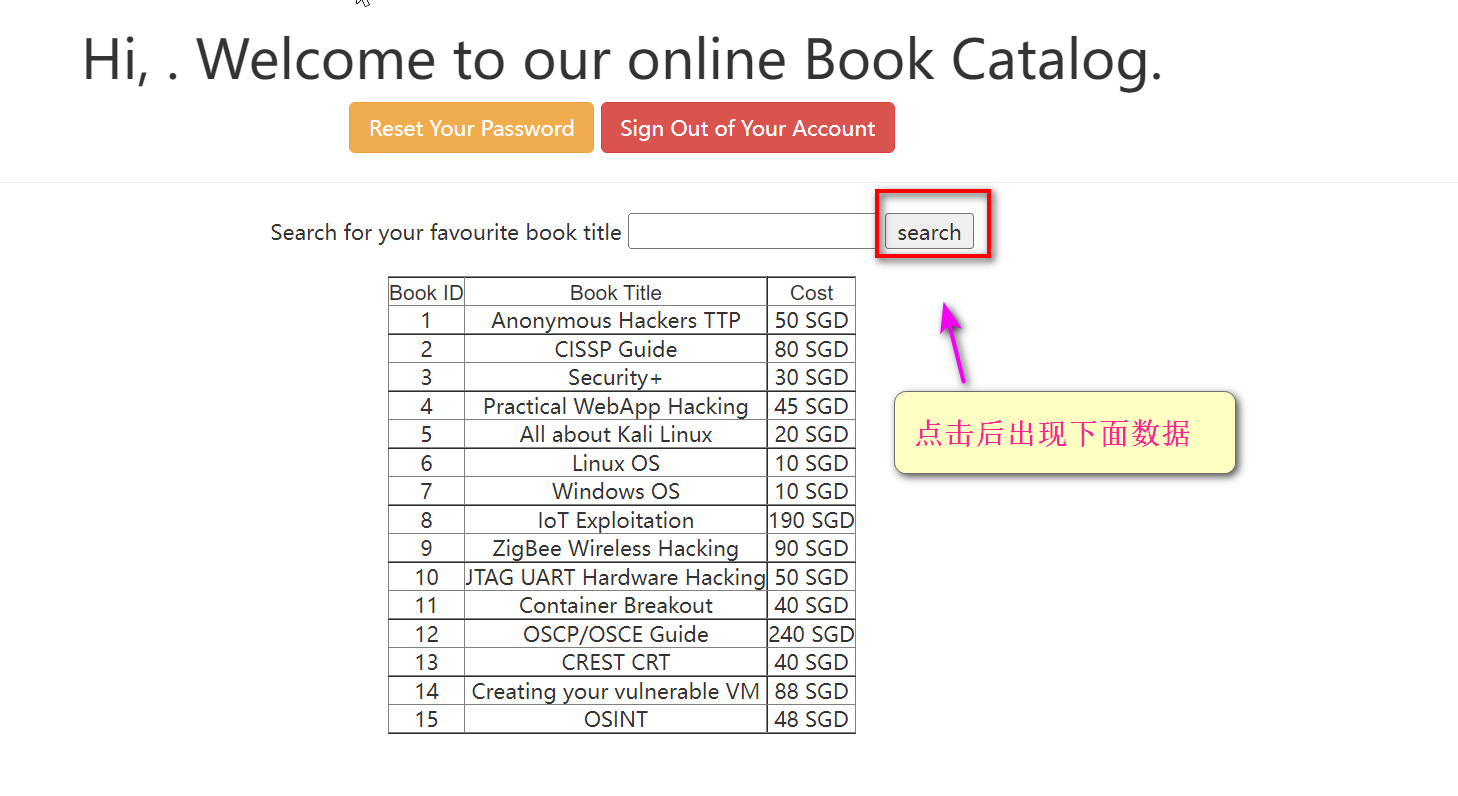 Hi, . Welcome to our online Book Catalog.
Reset Your Password Sign Out of Your Account
Search for your favourite book title search
Book ID Book Title Cost
1 Anonymous Hackers TTP 50 SGD
2 CISSP Guide 80 SGD
3 Security+ 30 SGD
4 Practical WebApp Hacking 45 SGD
5 All about Kali Linux 20 SGD
6 Linux OS 10 SGD
7 Windows OS 10 SGD
8 IoT Exploitation 190 SGD
9 ZigBee Wireless Hacking 90 SGD
10 JTAG UART Hardware Hacking 50 SGD
11 Container Breakout 40 SGD
12 OSCP/OSCE Guide 240 SGD
13 CREST CRT 40 SGD
14 Creating your vulnerable VM 88 SGD
15 OSINT 48 SGD
点击后出现下面数据